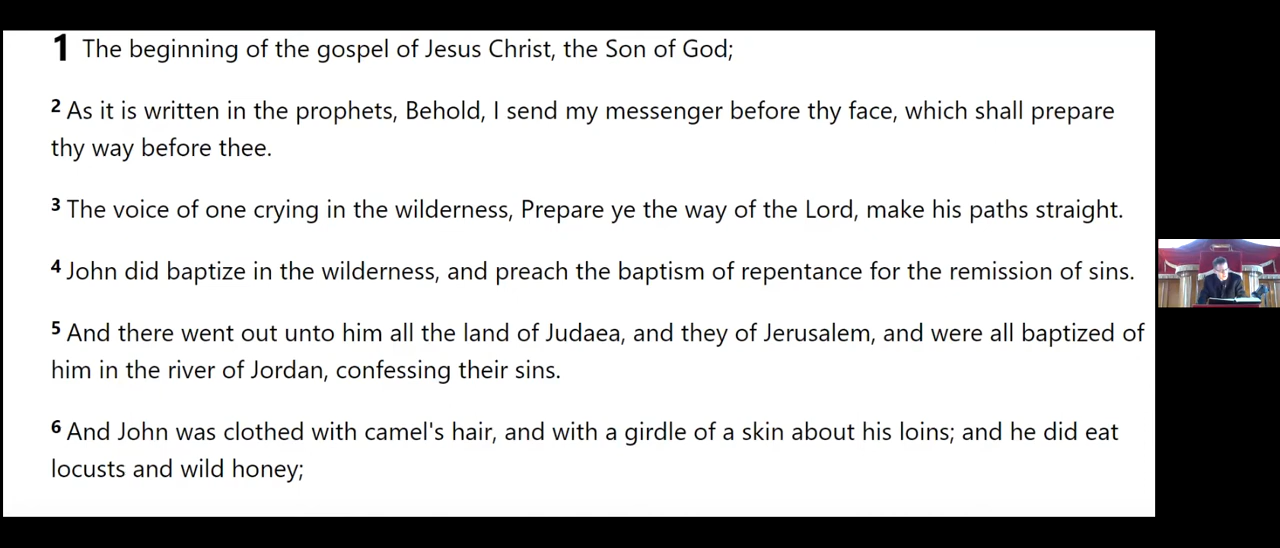 1 The beginning of the gospel of Jesus Christ, the Son of God;
2 As it is written in the prophets, Behold, I send my messenger before thy face, which shall prepare
thy way before thee.
3 The voice of one crying in the wilderness, Prepare ye the way of the Lord, make his paths straight.
4 John did baptize in the wilderness, and preach the baptism of repentance for the remission of sins.
5 And there went out unto him all the land of Judaea, and they of Jerusalem, and were all baptized of
him in the river of Jordan, confessing their sins.
6 And John was clothed with camel's hair, and with a girdle of a skin about his loins; and he did eat
locusts and wild honey;